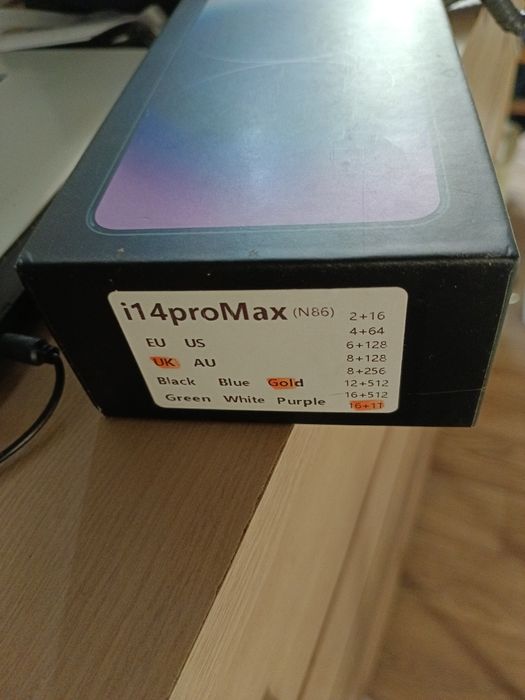 i14proMax (N86)
EU US
UK AU
Black Blue Gold
Green White Purple
2+16
4+64
6+128
8+128
8+256
12+512
16+512
16+1T